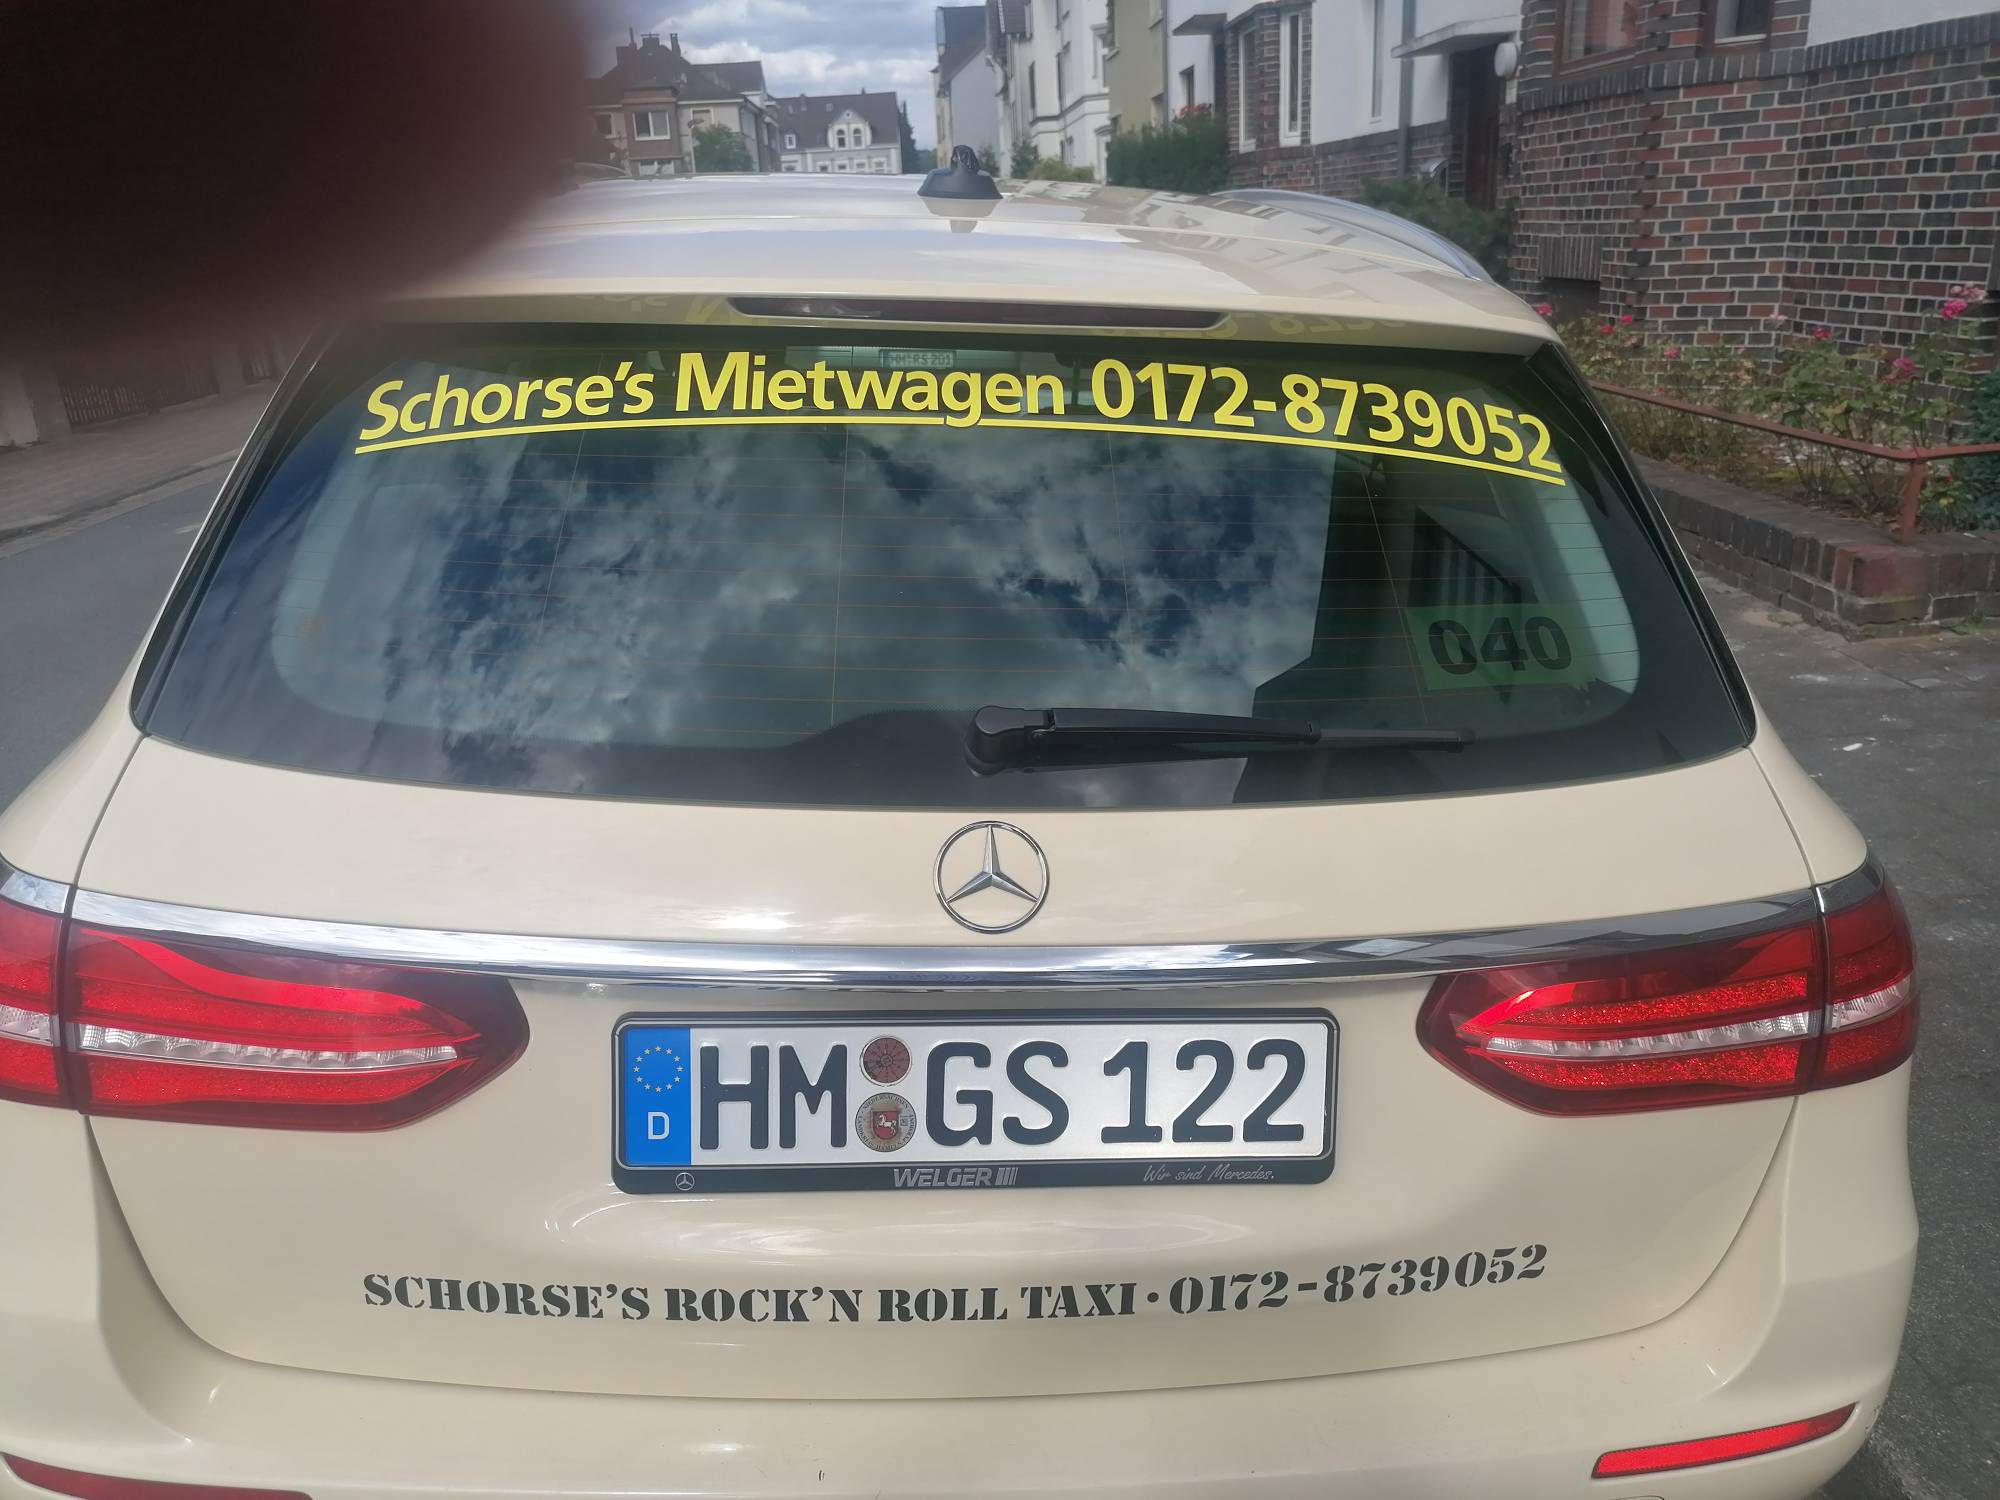 Schorse's Mietwagen 0172-8739052
040
D HM GS 122
WELGER Wir sind Mercedes.
SCHORSE'S ROCK'N ROLL TAXI · 0172-8739052